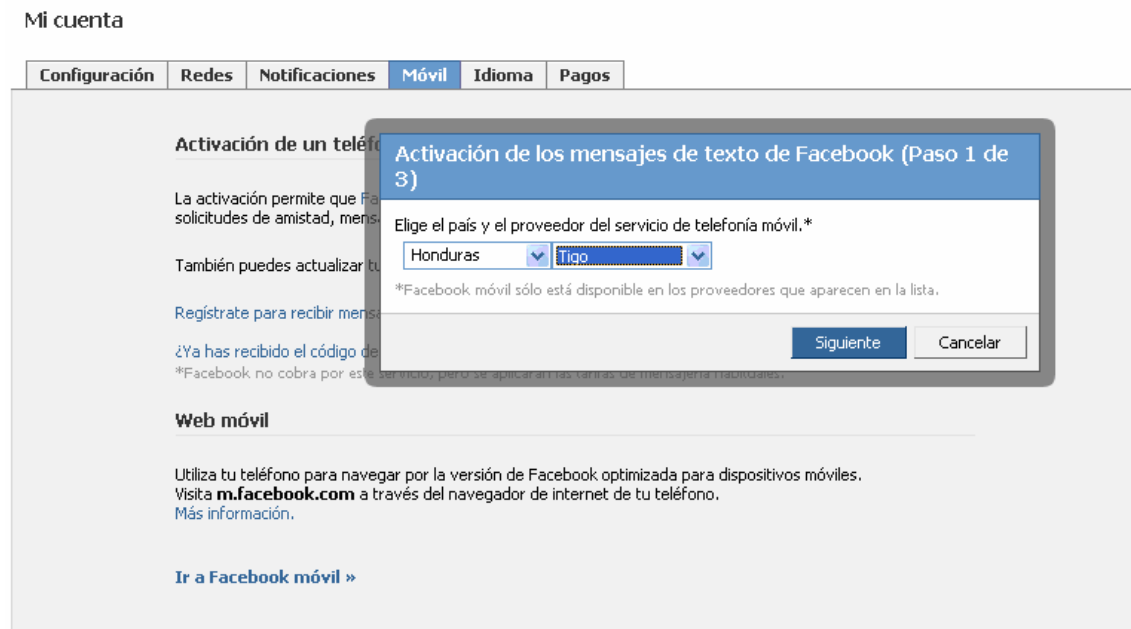 Mi cuenta
Configuración Redes Notificaciones Móvil Idioma Pagos
Activación de un teléfo
Activación de los mensajes de texto de Facebook (Paso 1 de
3)
La activación permite que Fa
solicitudes de amistad, mens
Elige el país y el proveedor del servicio de telefonía móvil.*
Honduras Tigo
También puedes actualizar tu
*Facebook móvil sólo está disponible en los proveedores que aparecen en la lista.
Regístrate para recibir mensa
Siguiente Cancelar
¿Ya has recibido el código de
*Facebook no cobra por este servicio, pero se aplicarán las tarifas de mensajería habituales.
Web móvil
Utiliza tu teléfono para navegar por la versión de Facebook optimizada para dispositivos móviles.
Visita m.facebook.com a través del navegador de internet de tu teléfono.
Más información.
Ir a Facebook móvil »